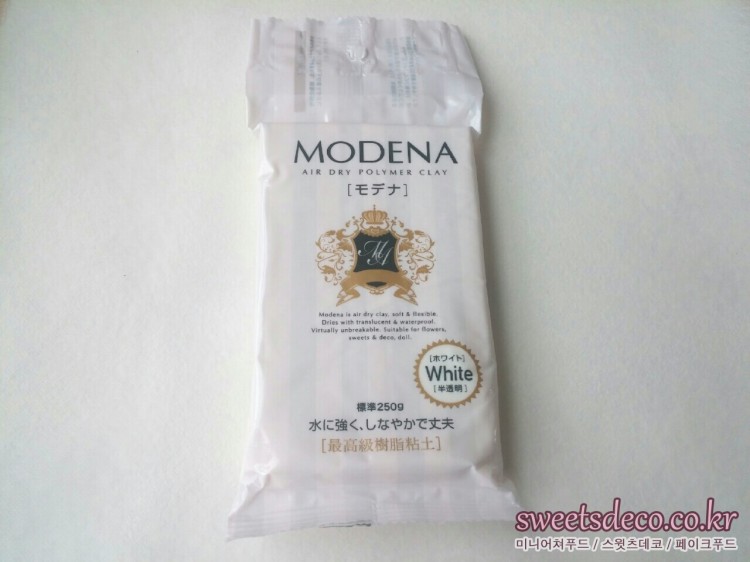 MODENA
AIR DRY POLYMER CLAY
[モデナ]
MA
Modena is air dry clay, soft & flexible.
Dries with translucent & waterproof.
Virtually unbreakable. Suitable for flowers,
sweets & deco, doll.
[ホワイト]
White
[半透明]
標準250g
水に強く、しなやかで丈夫
[最高級樹脂粘土]
sweetsdeco.co.kr
미니어쳐푸드 / 스윗츠데코 / 페이크푸드